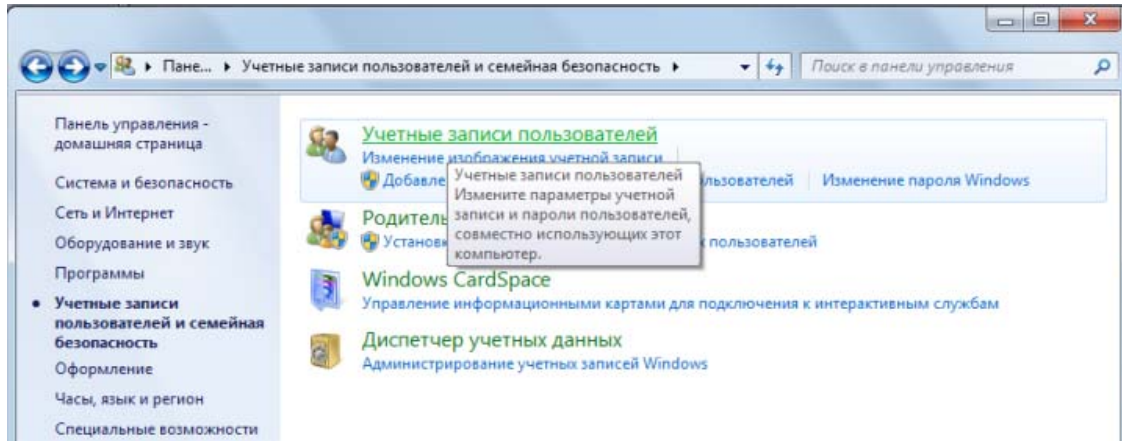 Пане... Учетные записи пользователей и семейная безопасность
Поиск в панели управления
Панель управления -
домашняя страница
Система и безопасность
Сеть и Интернет
Оборудование и звук
Программы
Учетные записи
пользователей и семейная
безопасность
Оформление
Часы, язык и регион
Специальные возможности
Учетные записи пользователей
Изменение изображения учетной записи
Добавле льзователей Изменение пароля Windows
Учетные записи пользователей
Измените параметры учетной
записи и пароли пользователей,
совместно использующих этот
компьютер.
Родитель
Установк пользователей
Windows CardSpace
Управление информационными картами для подключения к интерактивным службам
Диспетчер учетных данных
Администрирование учетных записей Windows